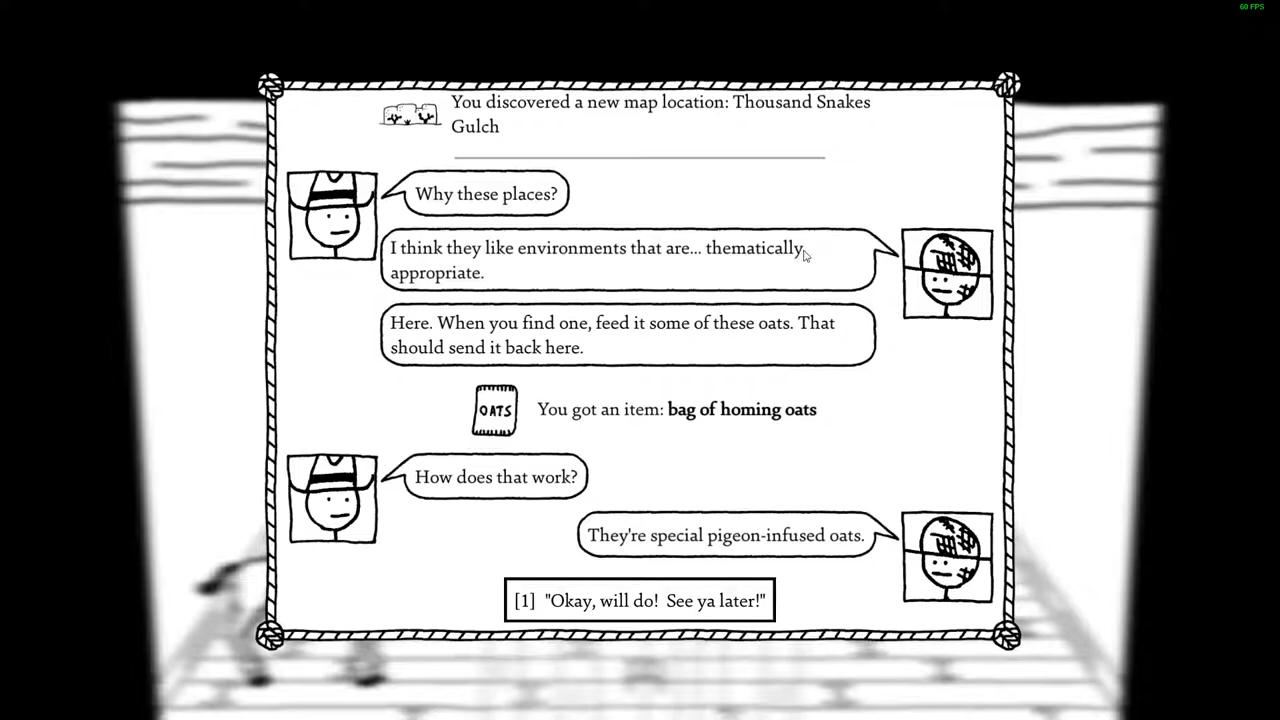 60 FPS
You discovered a new map location: Thousand Snakes
Gulch
Why these places?
I think they like environments that are... thematically
appropriate.
Here. When you find one, feed it some of these oats. That
should send it back here.
OATS
You got an item: bag of homing oats
How does that work?
They're special pigeon-infused oats.
[1] "Okay, will do! See ya later!"